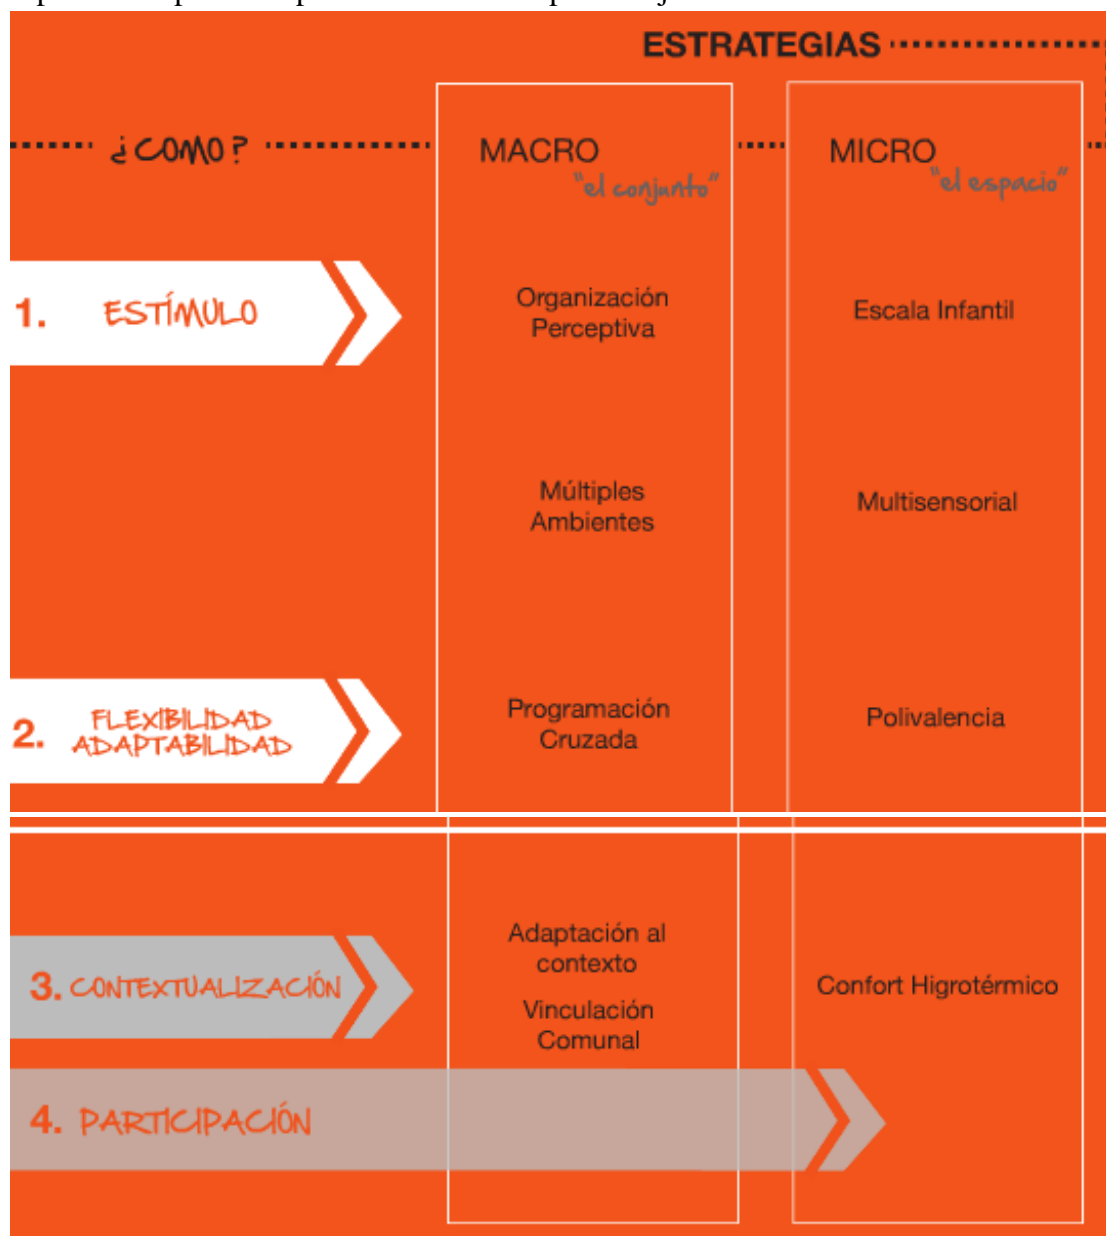 ESTRATEGIAS
¿COMO?
MACRO
"el conjunto"
MICRO
"el espacio"
1. ESTÍMULO
Organización
Perceptiva
Escala Infantil
Múltiples
Ambientes
Multisensorial
2. FLEXIBILIDAD
ADAPTABILIDAD
Programación
Cruzada
Polivalencia
3. CONTEXTUALIZACIÓN
Adaptación al
contexto
Vinculación
Comunal
Confort Higrotérmico
4. PARTICIPACIÓN